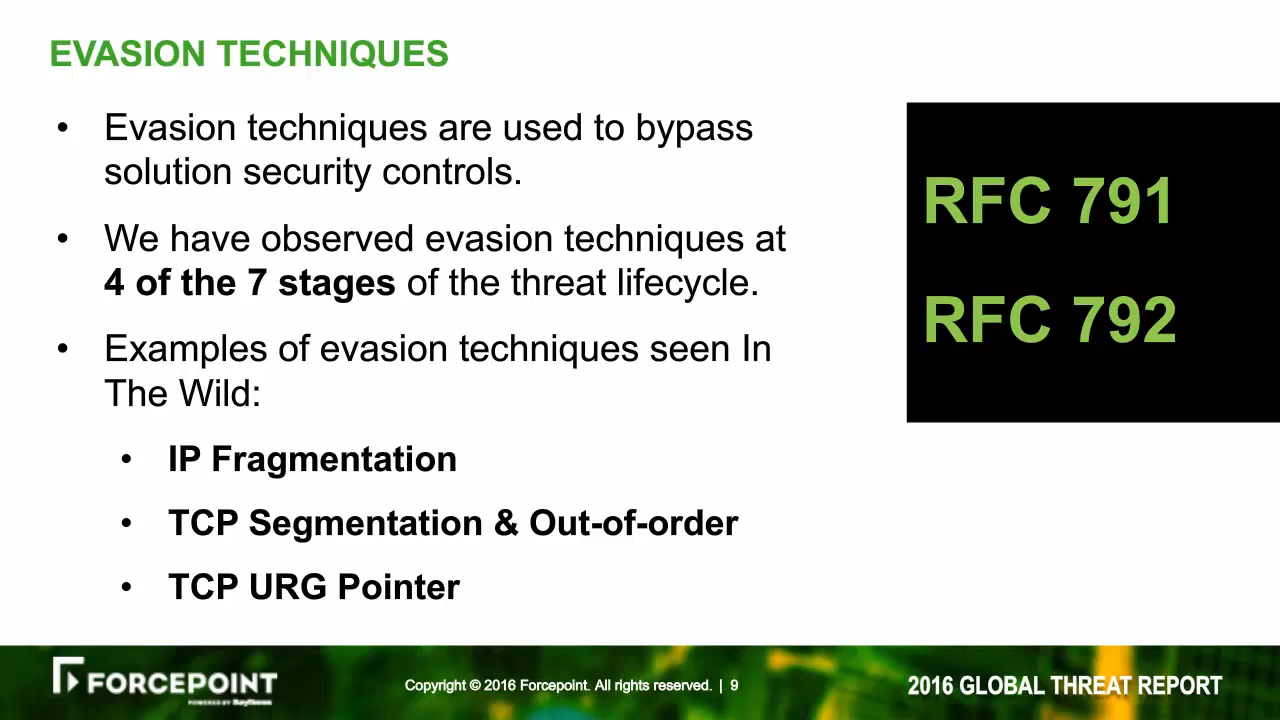 EVASION TECHNIQUES
• Evasion techniques are used to bypass
solution security controls.
• We have observed evasion techniques at
4 of the 7 stages of the threat lifecycle.
• Examples of evasion techniques seen In
The Wild:
• IP Fragmentation
• TCP Segmentation & Out-of-order
• TCP URG Pointer
RFC 791
RFC 792
FORCEPOINT
POWERED BY Raytheon
Copyright © 2016 Forcepoint. All rights reserved. | 9
2016 GLOBAL THREAT REPORT